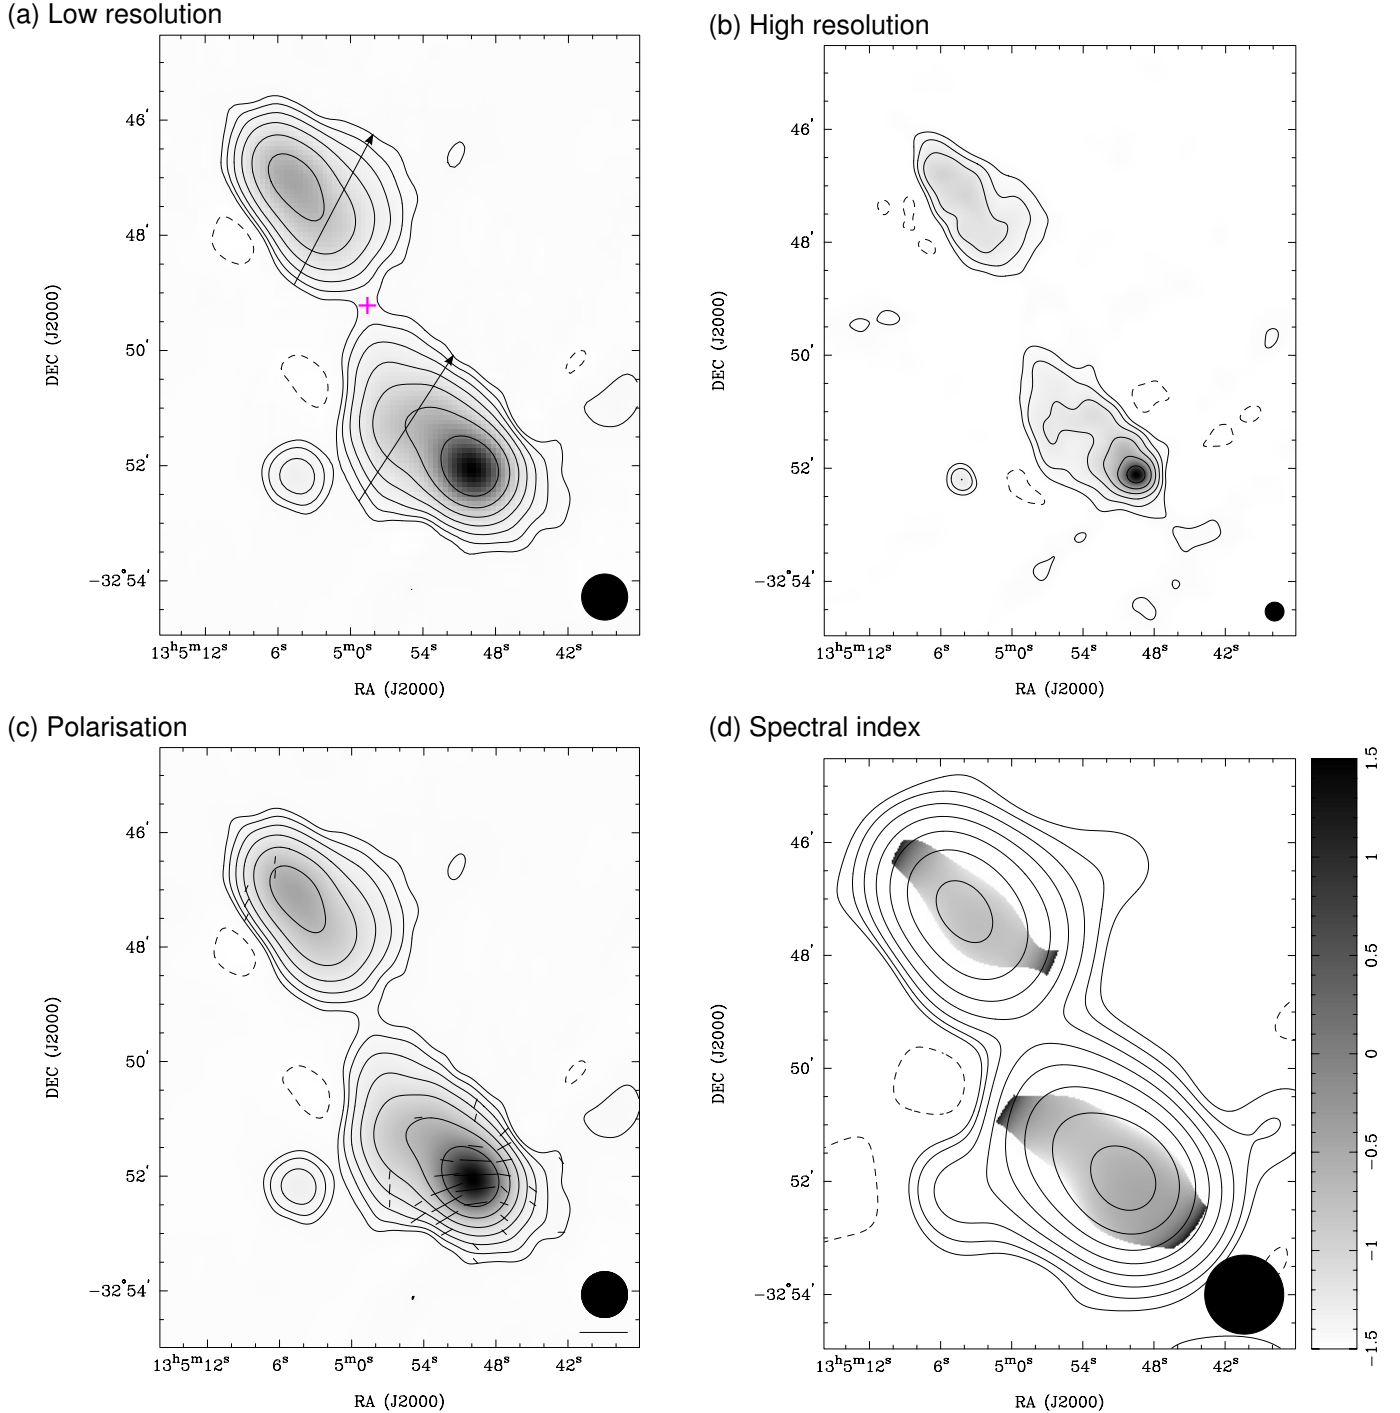 (a) Low resolution
46′
48′
50′
52′
−32°54′
DEC (J2000)
13ʰ5ᵐ12ˢ 6ˢ 5ᵐ0ˢ 54ˢ 48ˢ 42ˢ
RA (J2000)
(b) High resolution
46′
48′
50′
52′
−32°54′
DEC (J2000)
13ʰ5ᵐ12ˢ 6ˢ 5ᵐ0ˢ 54ˢ 48ˢ 42ˢ
RA (J2000)
(c) Polarisation
46′
48′
50′
52′
−32°54′
DEC (J2000)
13ʰ5ᵐ12ˢ 6ˢ 5ᵐ0ˢ 54ˢ 48ˢ 42ˢ
RA (J2000)
(d) Spectral index
46′
48′
50′
52′
−32°54′
DEC (J2000)
13ʰ5ᵐ12ˢ 6ˢ 5ᵐ0ˢ 54ˢ 48ˢ 42ˢ
RA (J2000)
1.5
1
0.5
0
−0.5
−1
−1.5